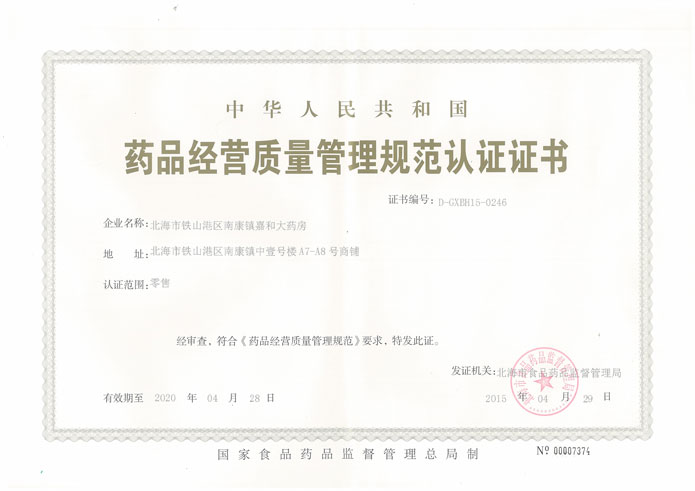 中华人民共和国
药品经营质量管理规范认证证书
证书编号: D-GXBH15-0246
企业名称: 北海市铁山港区南康镇嘉和大药房
地 址: 北海市铁山港区南康镇中壹号楼A7-A8号商铺
认证范围: 零售
经审查，符合《药品经营质量管理规范》要求，特发此证。
发证机关: 北海市食品药品监督管理局
有效期至 2020 年 04 月 28 日
2015 年 04 月 29 日
国家食品药品监督管理总局制
Nº 00007374